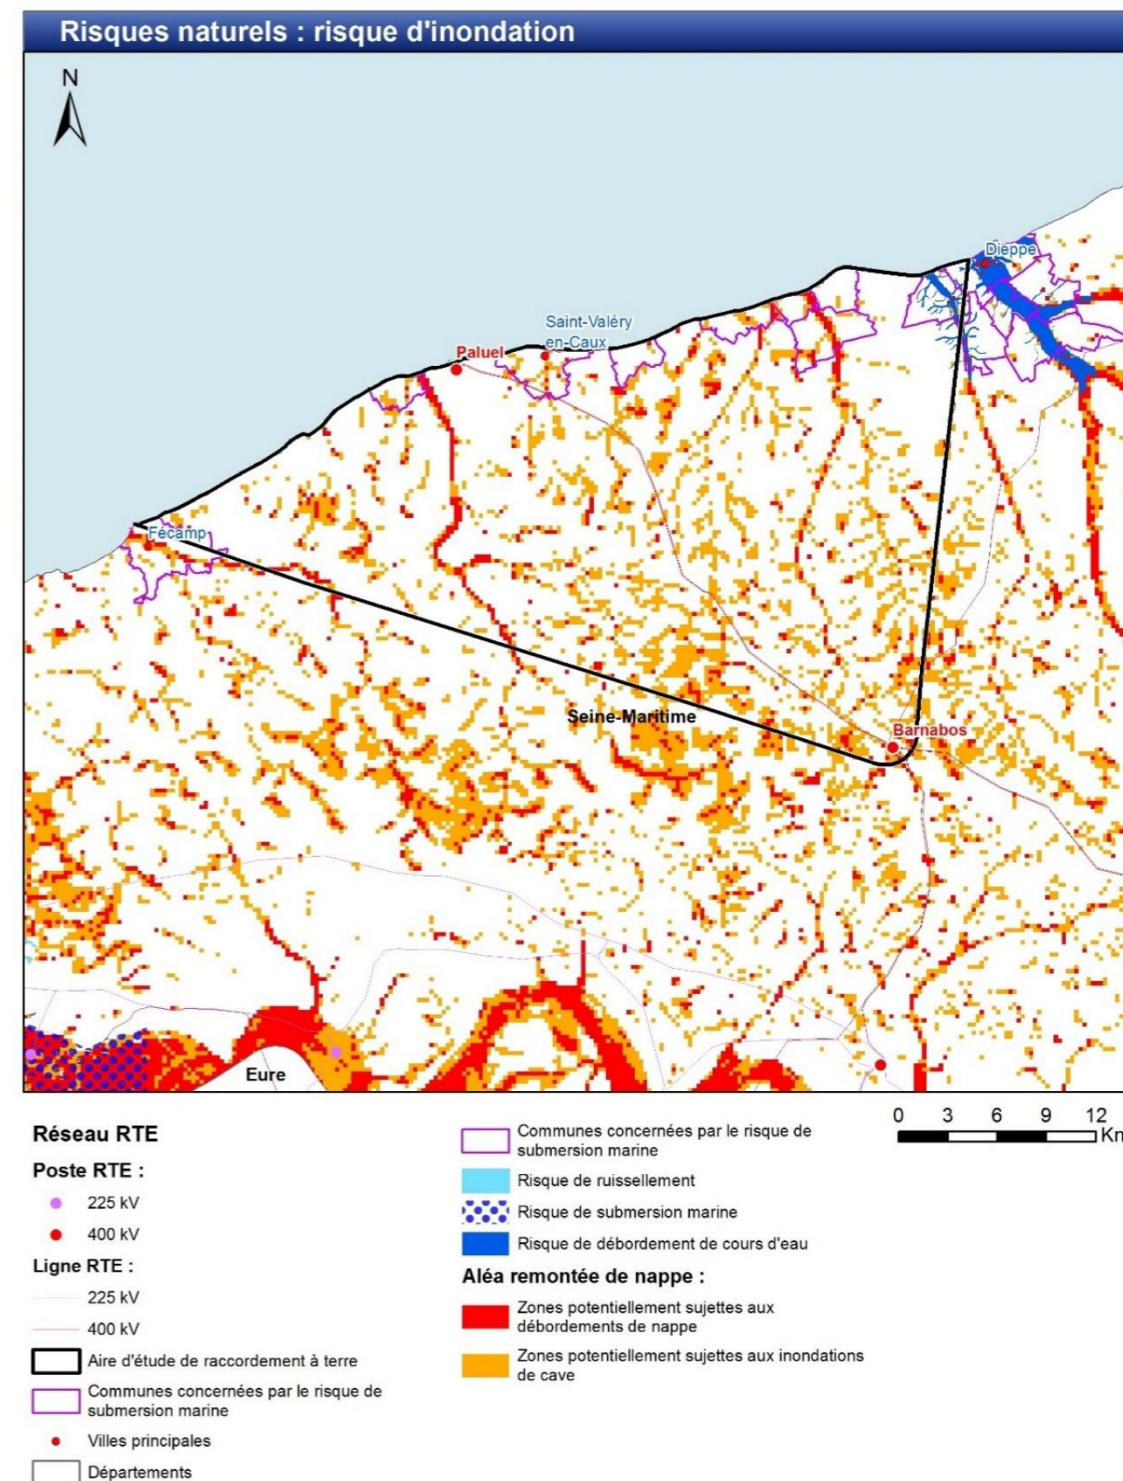 Risques naturels : risque d'inondation
N
Dieppe
Saint-Valéry
en-Caux
Paluel
Fécamp
Seine-Maritime
Barnabos
Eure
0 3 6 9 12
Km
Réseau RTE
Poste RTE :
225 kV
400 kV
Ligne RTE :
225 kV
400 kV
Aire d'étude de raccordement à terre
Communes concernées par le risque de
submersion marine
Villes principales
Départements
Communes concernées par le risque de
submersion marine
Risque de ruissellement
Risque de submersion marine
Risque de débordement de cours d'eau
Aléa remontée de nappe :
Zones potentiellement sujettes aux
débordements de nappe
Zones potentiellement sujettes aux inondations
de cave